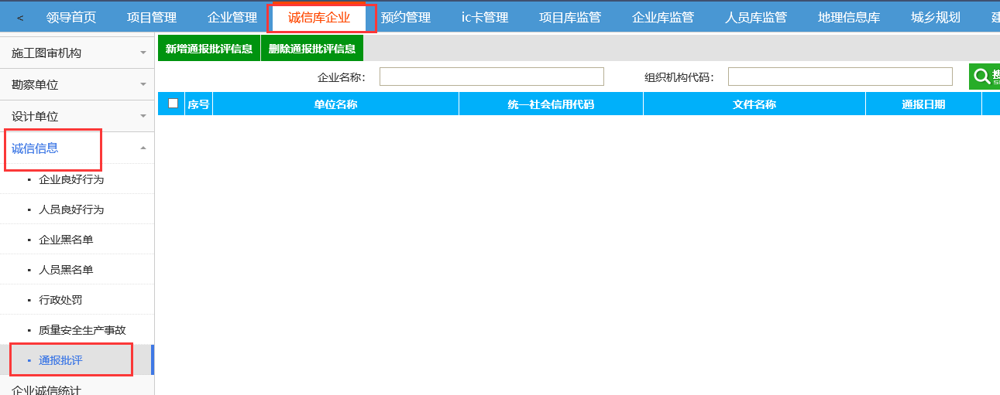 < 领导首页 项目管理 企业管理 诚信库企业 预约管理 ic卡管理 项目库监管 企业库监管 人员库监管 地理信息库 城乡规划
施工图审机构
勘察单位
设计单位
诚信信息
企业良好行为
人员良好行为
企业黑名单
人员黑名单
行政处罚
质量安全生产事故
通报批评
企业诚信统计
新增通报批评信息 删除通报批评信息
企业名称： 组织机构代码：
序号 单位名称 统一社会信用代码 文件名称 通报日期